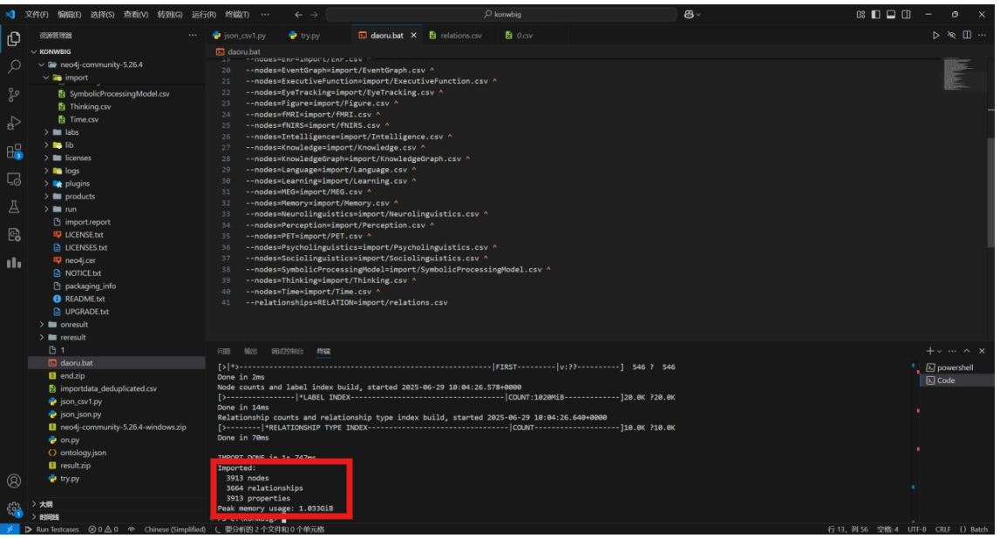 文件(F) 编辑(E) 选择(S) 查看(V) 转到(G) 运行(R) 终端(T) ··· konwbig
资源管理器 ···
json_csv1.py try.py daoru.bat relations.csv 0.csv
KONWBIG
neo4j-community-5.26.4
import
SymbolicProcessingModel.csv
Thinking.csv
Time.csv
labs
lib
licenses
logs
plugins
products
run
import.report
LICENSE.txt
LICENSES.txt
neo4j.cer
NOTICE.txt
packaging_info
README.txt
UPGRADE.txt
onresult
reresult
1
daoru.bat
end.zip
importdata_deduplicated.csv
json_csv1.py
json_json.py
neo4j-community-5.26.4-windows.zip
on.py
ontology.json
result.zip
try.py
大纲
时间线
daoru.bat
19 --nodes=ERP=import/ERP.csv ^
20 --nodes=EventGraph=import/EventGraph.csv ^
21 --nodes=ExecutiveFunction=import/ExecutiveFunction.csv ^
22 --nodes=EyeTracking=import/EyeTracking.csv ^
23 --nodes=Figure=import/Figure.csv ^
24 --nodes=fMRI=import/fMRI.csv ^
25 --nodes=fNIRS=import/fNIRS.csv ^
26 --nodes=Intelligence=import/Intelligence.csv ^
27 --nodes=Knowledge=import/Knowledge.csv ^
28 --nodes=KnowledgeGraph=import/KnowledgeGraph.csv ^
29 --nodes=Language=import/Language.csv ^
30 --nodes=Learning=import/Learning.csv ^
31 --nodes=MEG=import/MEG.csv ^
32 --nodes=Memory=import/Memory.csv ^
33 --nodes=Neurolinguistics=import/Neurolinguistics.csv ^
34 --nodes=Perception=import/Perception.csv ^
35 --nodes=PET=import/PET.csv ^
36 --nodes=Psycholinguistics=import/Psycholinguistics.csv ^
37 --nodes=Sociolinguistics=import/Sociolinguistics.csv ^
38 --nodes=SymbolicProcessingModel=import/SymbolicProcessingModel.csv ^
39 --nodes=Thinking=import/Thinking.csv ^
40 --nodes=Time=import/Time.csv ^
41 --relationships=RELATION=import/relations.csv
问题 输出 调试控制台 终端
[>|*>----------------------------------------------------------|FIRST---------|v:??----------] 546 ? 546
Done in 2ms
Node counts and label index build, started 2025-06-29 10:04:26.578+0000
[>----------------|*LABEL INDEX-----------------------------------|COUNT:1020MiB-------------]20.0K ?20.0K
Done in 14ms
Relationship counts and relationship type index build, started 2025-06-29 10:04:26.640+0000
[>--------|*RELATIONSHIP TYPE INDEX---------------------------------|COUNT--------------------]10.0K ?10.0K
Done in 70ms
IMPORT DONE in 1s 747ms.
Imported:
3913 nodes
3664 relationships
3913 properties
Peak memory usage: 1.033GiB
powershell
Code
Run Testcases 0 0 Chinese (Simplified) 要分析的 2 个文件和 0 个单元格 行 13，列 56 空格: 4 UTF-8 CRLF {} Batch